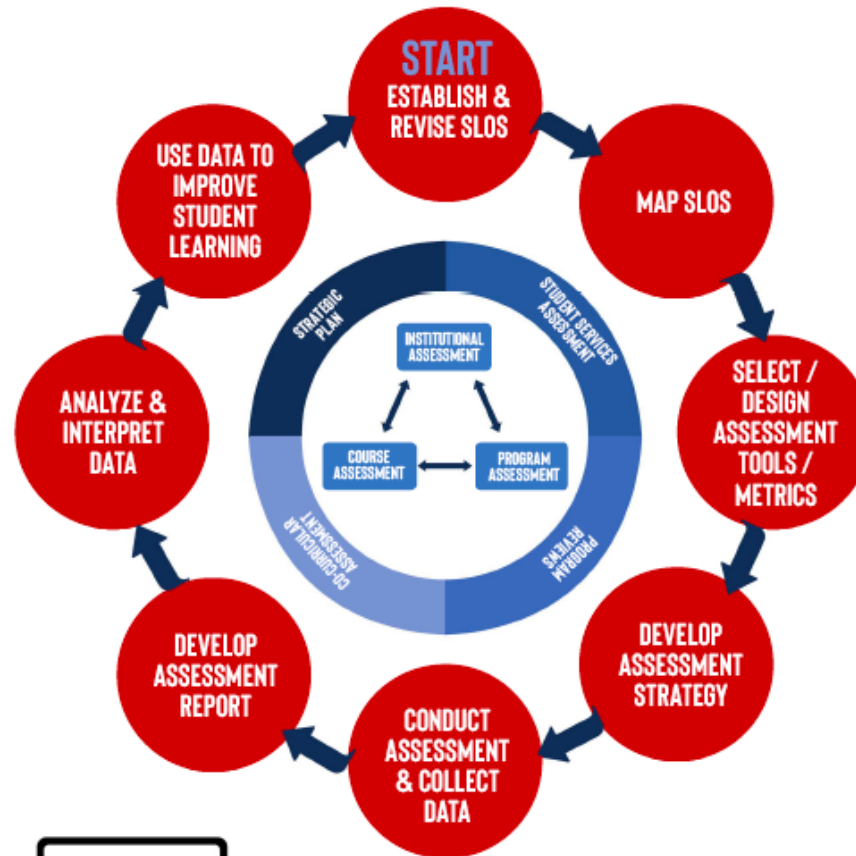 START
ESTABLISH &
REVISE SLOS
MAP SLOS
SELECT /
DESIGN
ASSESSMENT
TOOLS /
METRICS
DEVELOP
ASSESSMENT
STRATEGY
CONDUCT
ASSESSMENT
& COLLECT
DATA
DEVELOP
ASSESSMENT
REPORT
ANALYZE &
INTERPRET
DATA
USE DATA TO
IMPROVE
STUDENT
LEARNING
STRATEGIC
PLAN
STUDENT SERVICES
ASSESSMENT
PROGRAM
REVIEWS
CO-CURRICULAR
ASSESSMENT
INSTITUTIONAL
ASSESSMENT
COURSE
ASSESSMENT
PROGRAM
ASSESSMENT